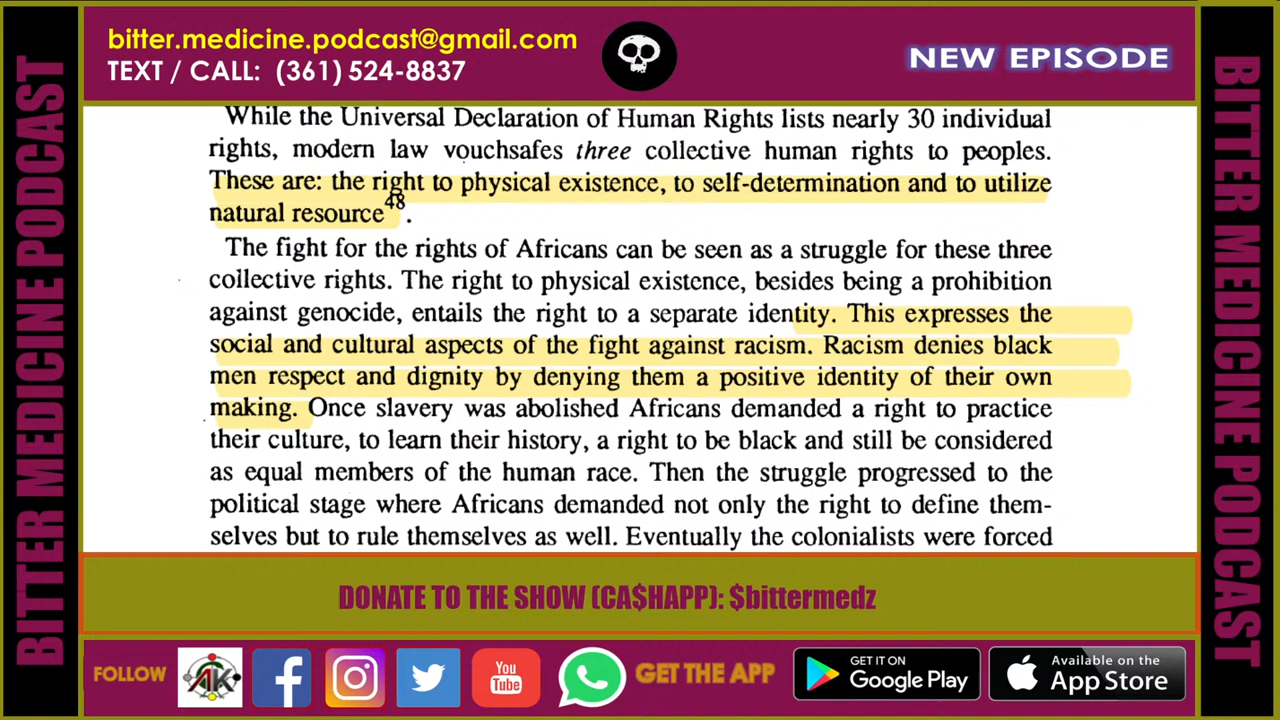 bitter.medicine.podcast@gmail.com
TEXT / CALL: (361) 524-8837
NEW EPISODE
BITTER MEDICINE PODCAST
While the Universal Declaration of Human Rights lists nearly 30 individual
rights, modern law vouchsafes three collective human rights to peoples.
These are: the right to physical existence, to self-determination and to utilize
natural resource48.
The fight for the rights of Africans can be seen as a struggle for these three
collective rights. The right to physical existence, besides being a prohibition
against genocide, entails the right to a separate identity. This expresses the
social and cultural aspects of the fight against racism. Racism denies black
men respect and dignity by denying them a positive identity of their own
making. Once slavery was abolished Africans demanded a right to practice
their culture, to learn their history, a right to be black and still be considered
as equal members of the human race. Then the struggle progressed to the
political stage where Africans demanded not only the right to define them-
selves but to rule themselves as well. Eventually the colonialists were forced
BITTER MEDICINE PODCAST
DONATE TO THE SHOW (CA$HAPP): $bittermedz
FOLLOW
ATK
You
Tube
GET THE APP
GET IT ON
Google Play
Available on the
App Store